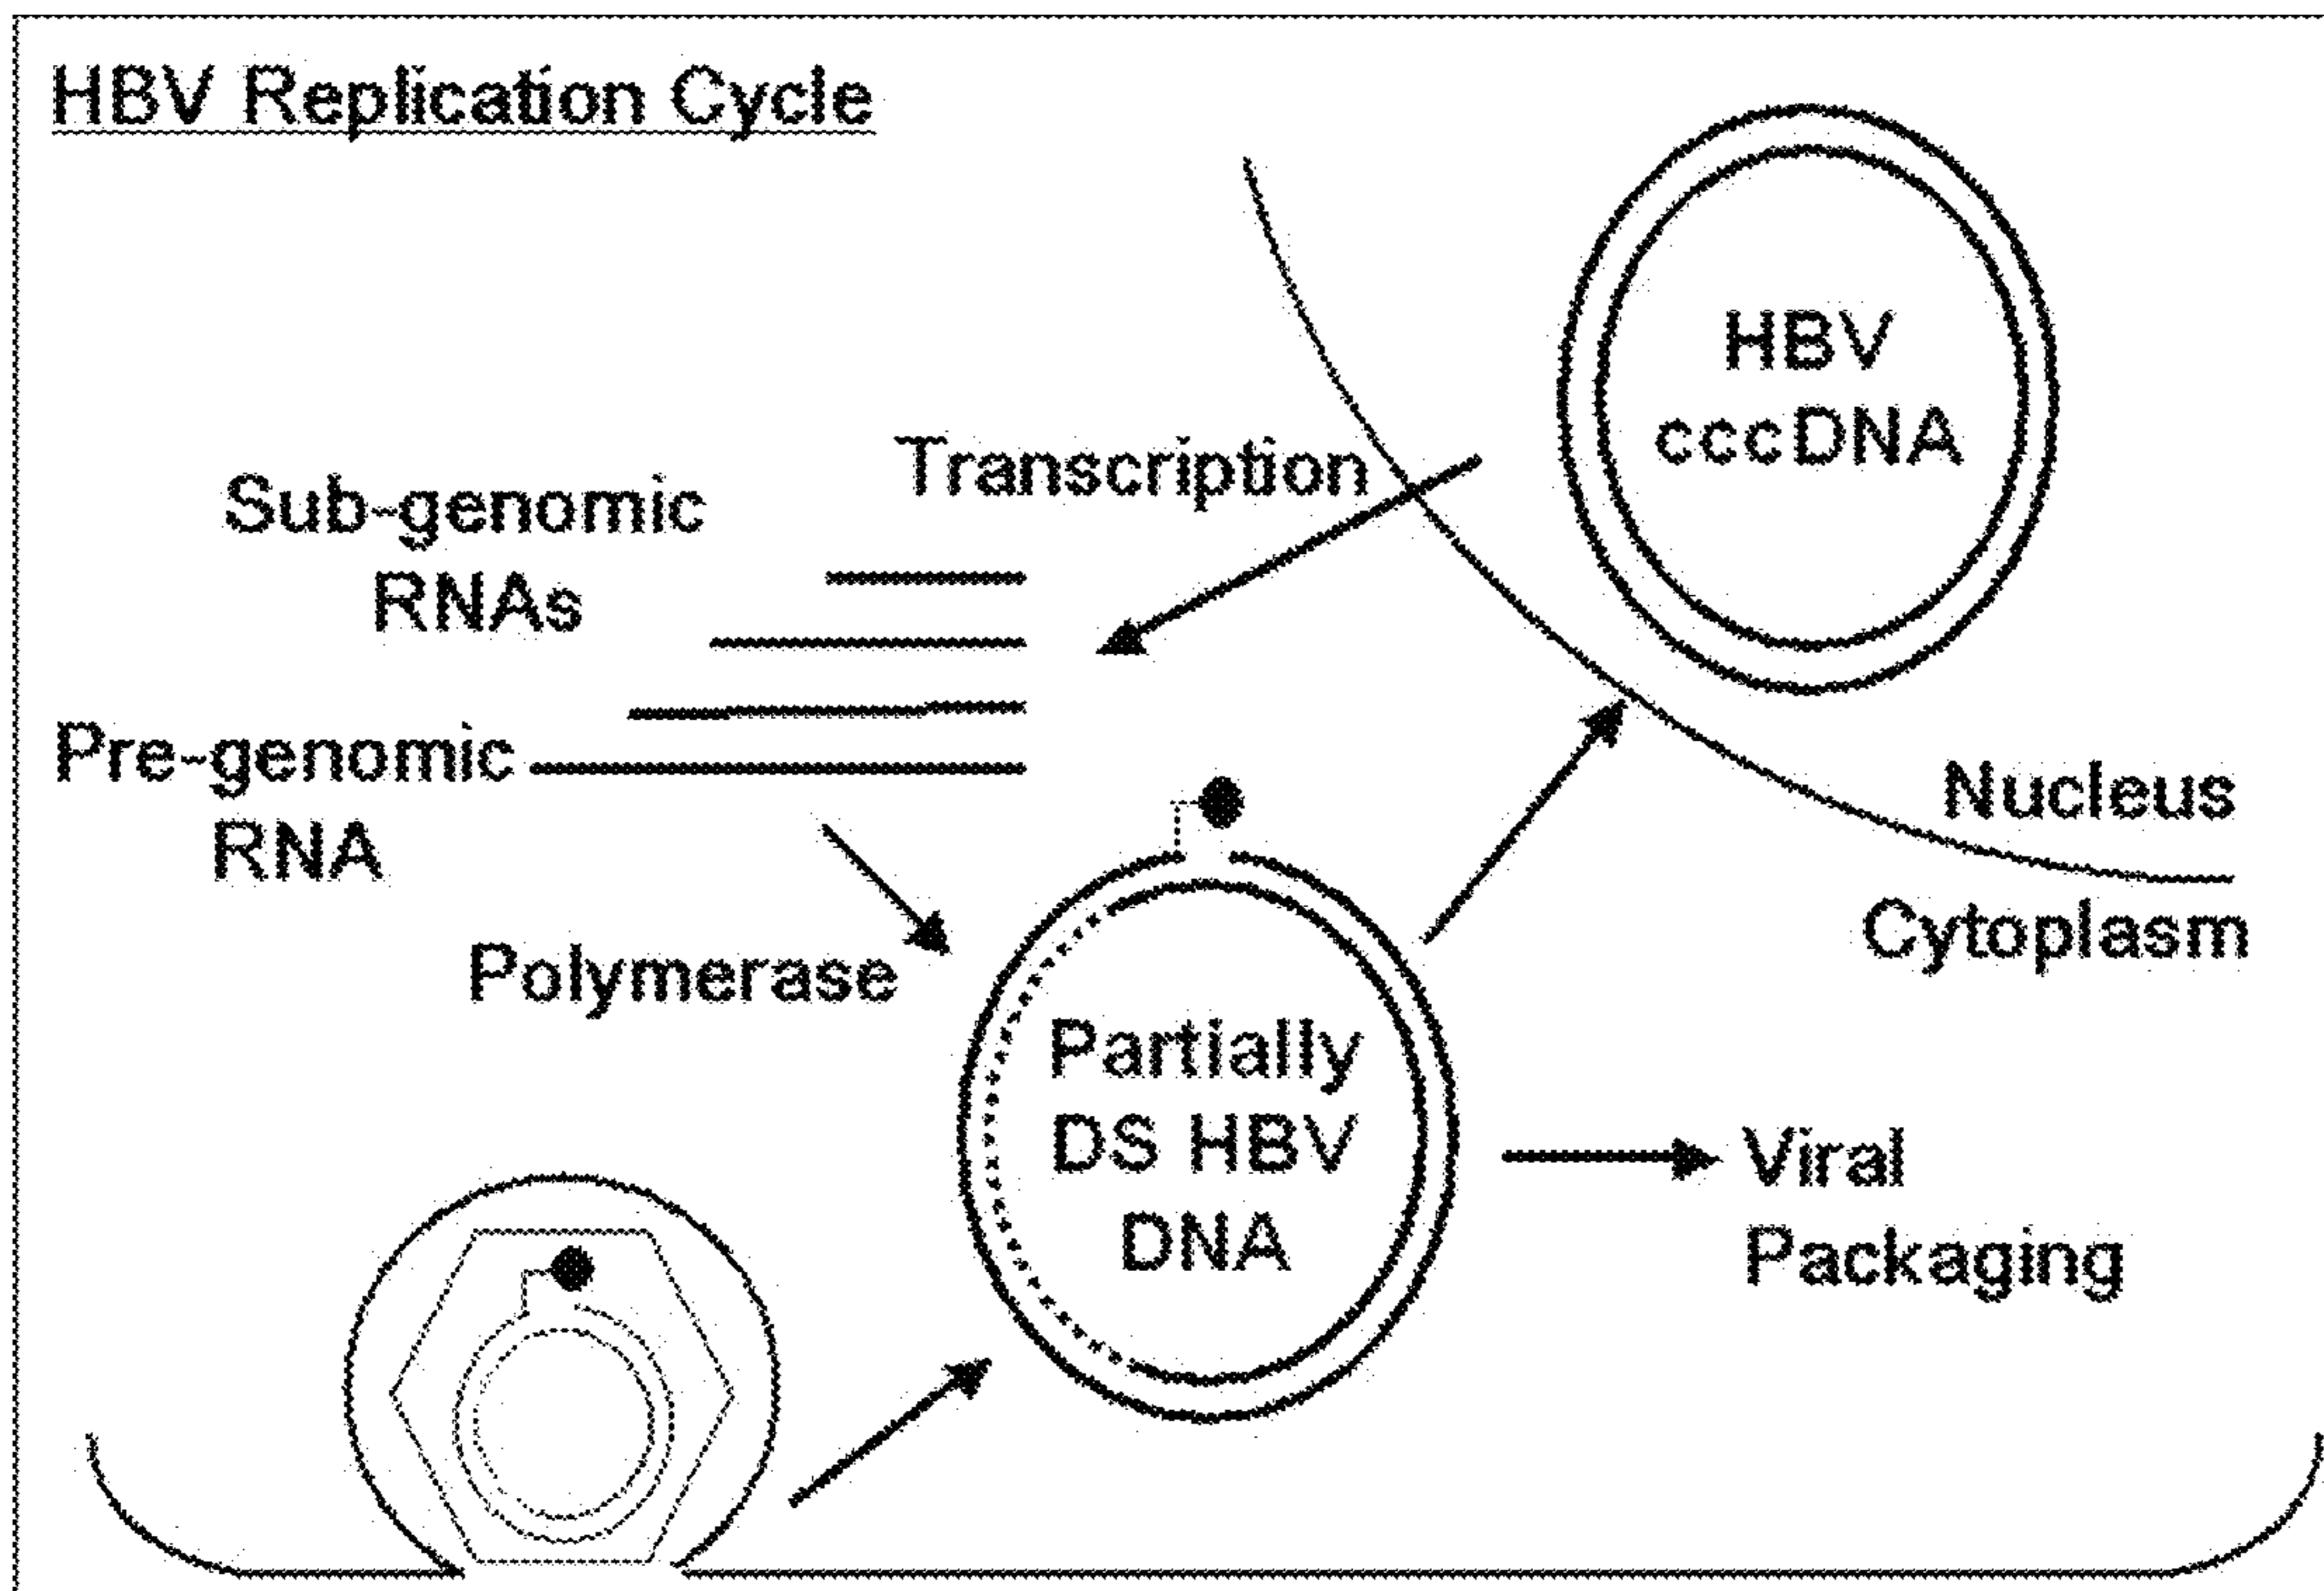 HBV Replication Cycle
HBV
cccDNA
Transcription
Sub-genomic
RNAs
Pre-genomic
RNA
Nucleus
Cytoplasm
Polymerase
Partially
DS HBV
DNA
Viral
Packaging